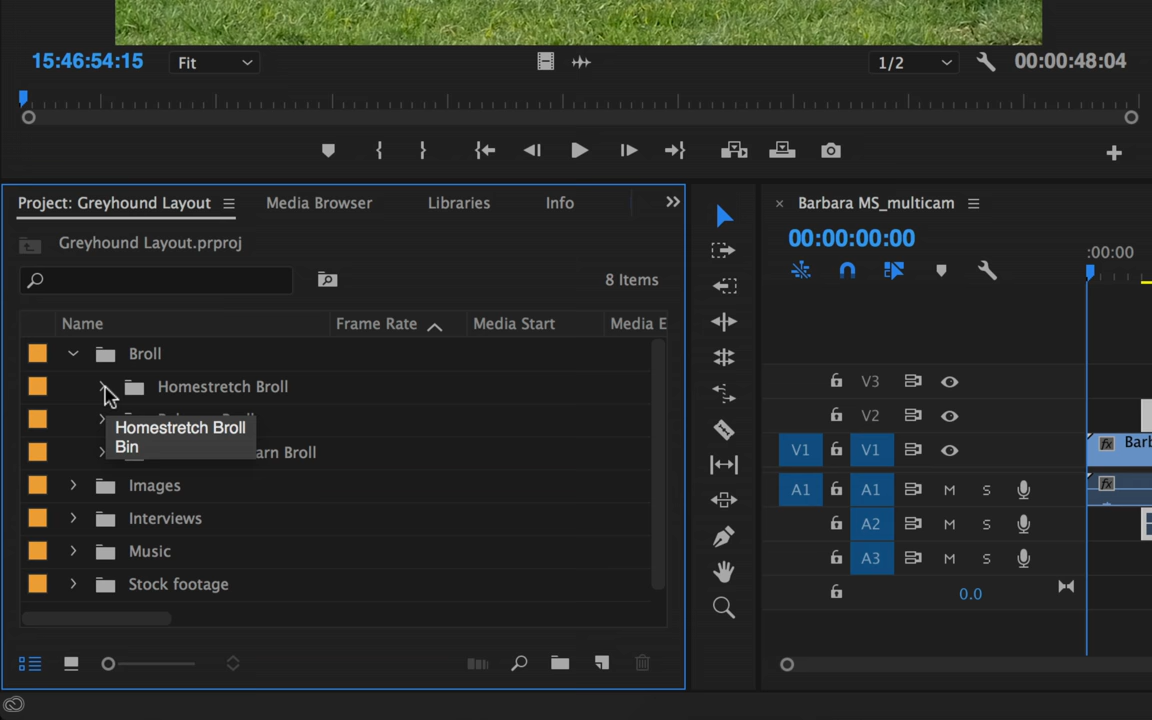 15:46:54:15 Fit 1/2 00:00:48:04
Project: Greyhound Layout Media Browser Libraries Info
Greyhound Layout.prproj
8 Items
Name Frame Rate Media Start Media E
Broll
Homestretch Broll
Homestretch Broll
Bin
arn Broll
Images
Interviews
Music
Stock footage
Barbara MS_multicam
00:00:00:00
:00:00
V3
V2
V1 V1 fx Barb
A1 A1 M S fx
A2 M S
A3 M S
0.0